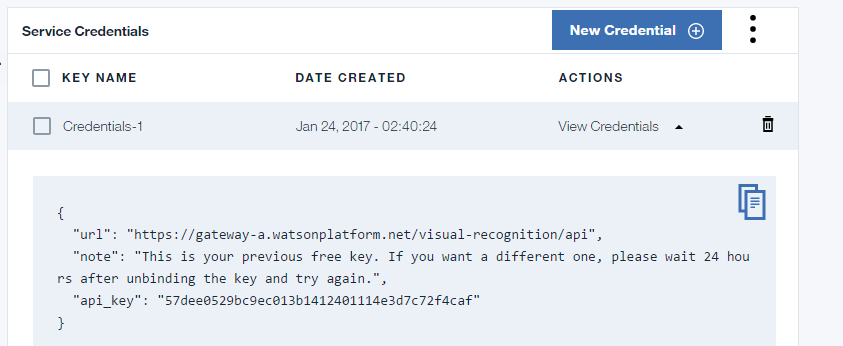 Service Credentials
New Credential
KEY NAME DATE CREATED ACTIONS
Credentials-1 Jan 24, 2017 - 02:40:24 View Credentials
{
"url": "https://gateway-a.watsonplatform.net/visual-recognition/api",
"note": "This is your previous free key. If you want a different one, please wait 24 hou
rs after unbinding the key and try again.",
"api_key": "57dee0529bc9ec013b1412401114e3d7c72f4caf"
}